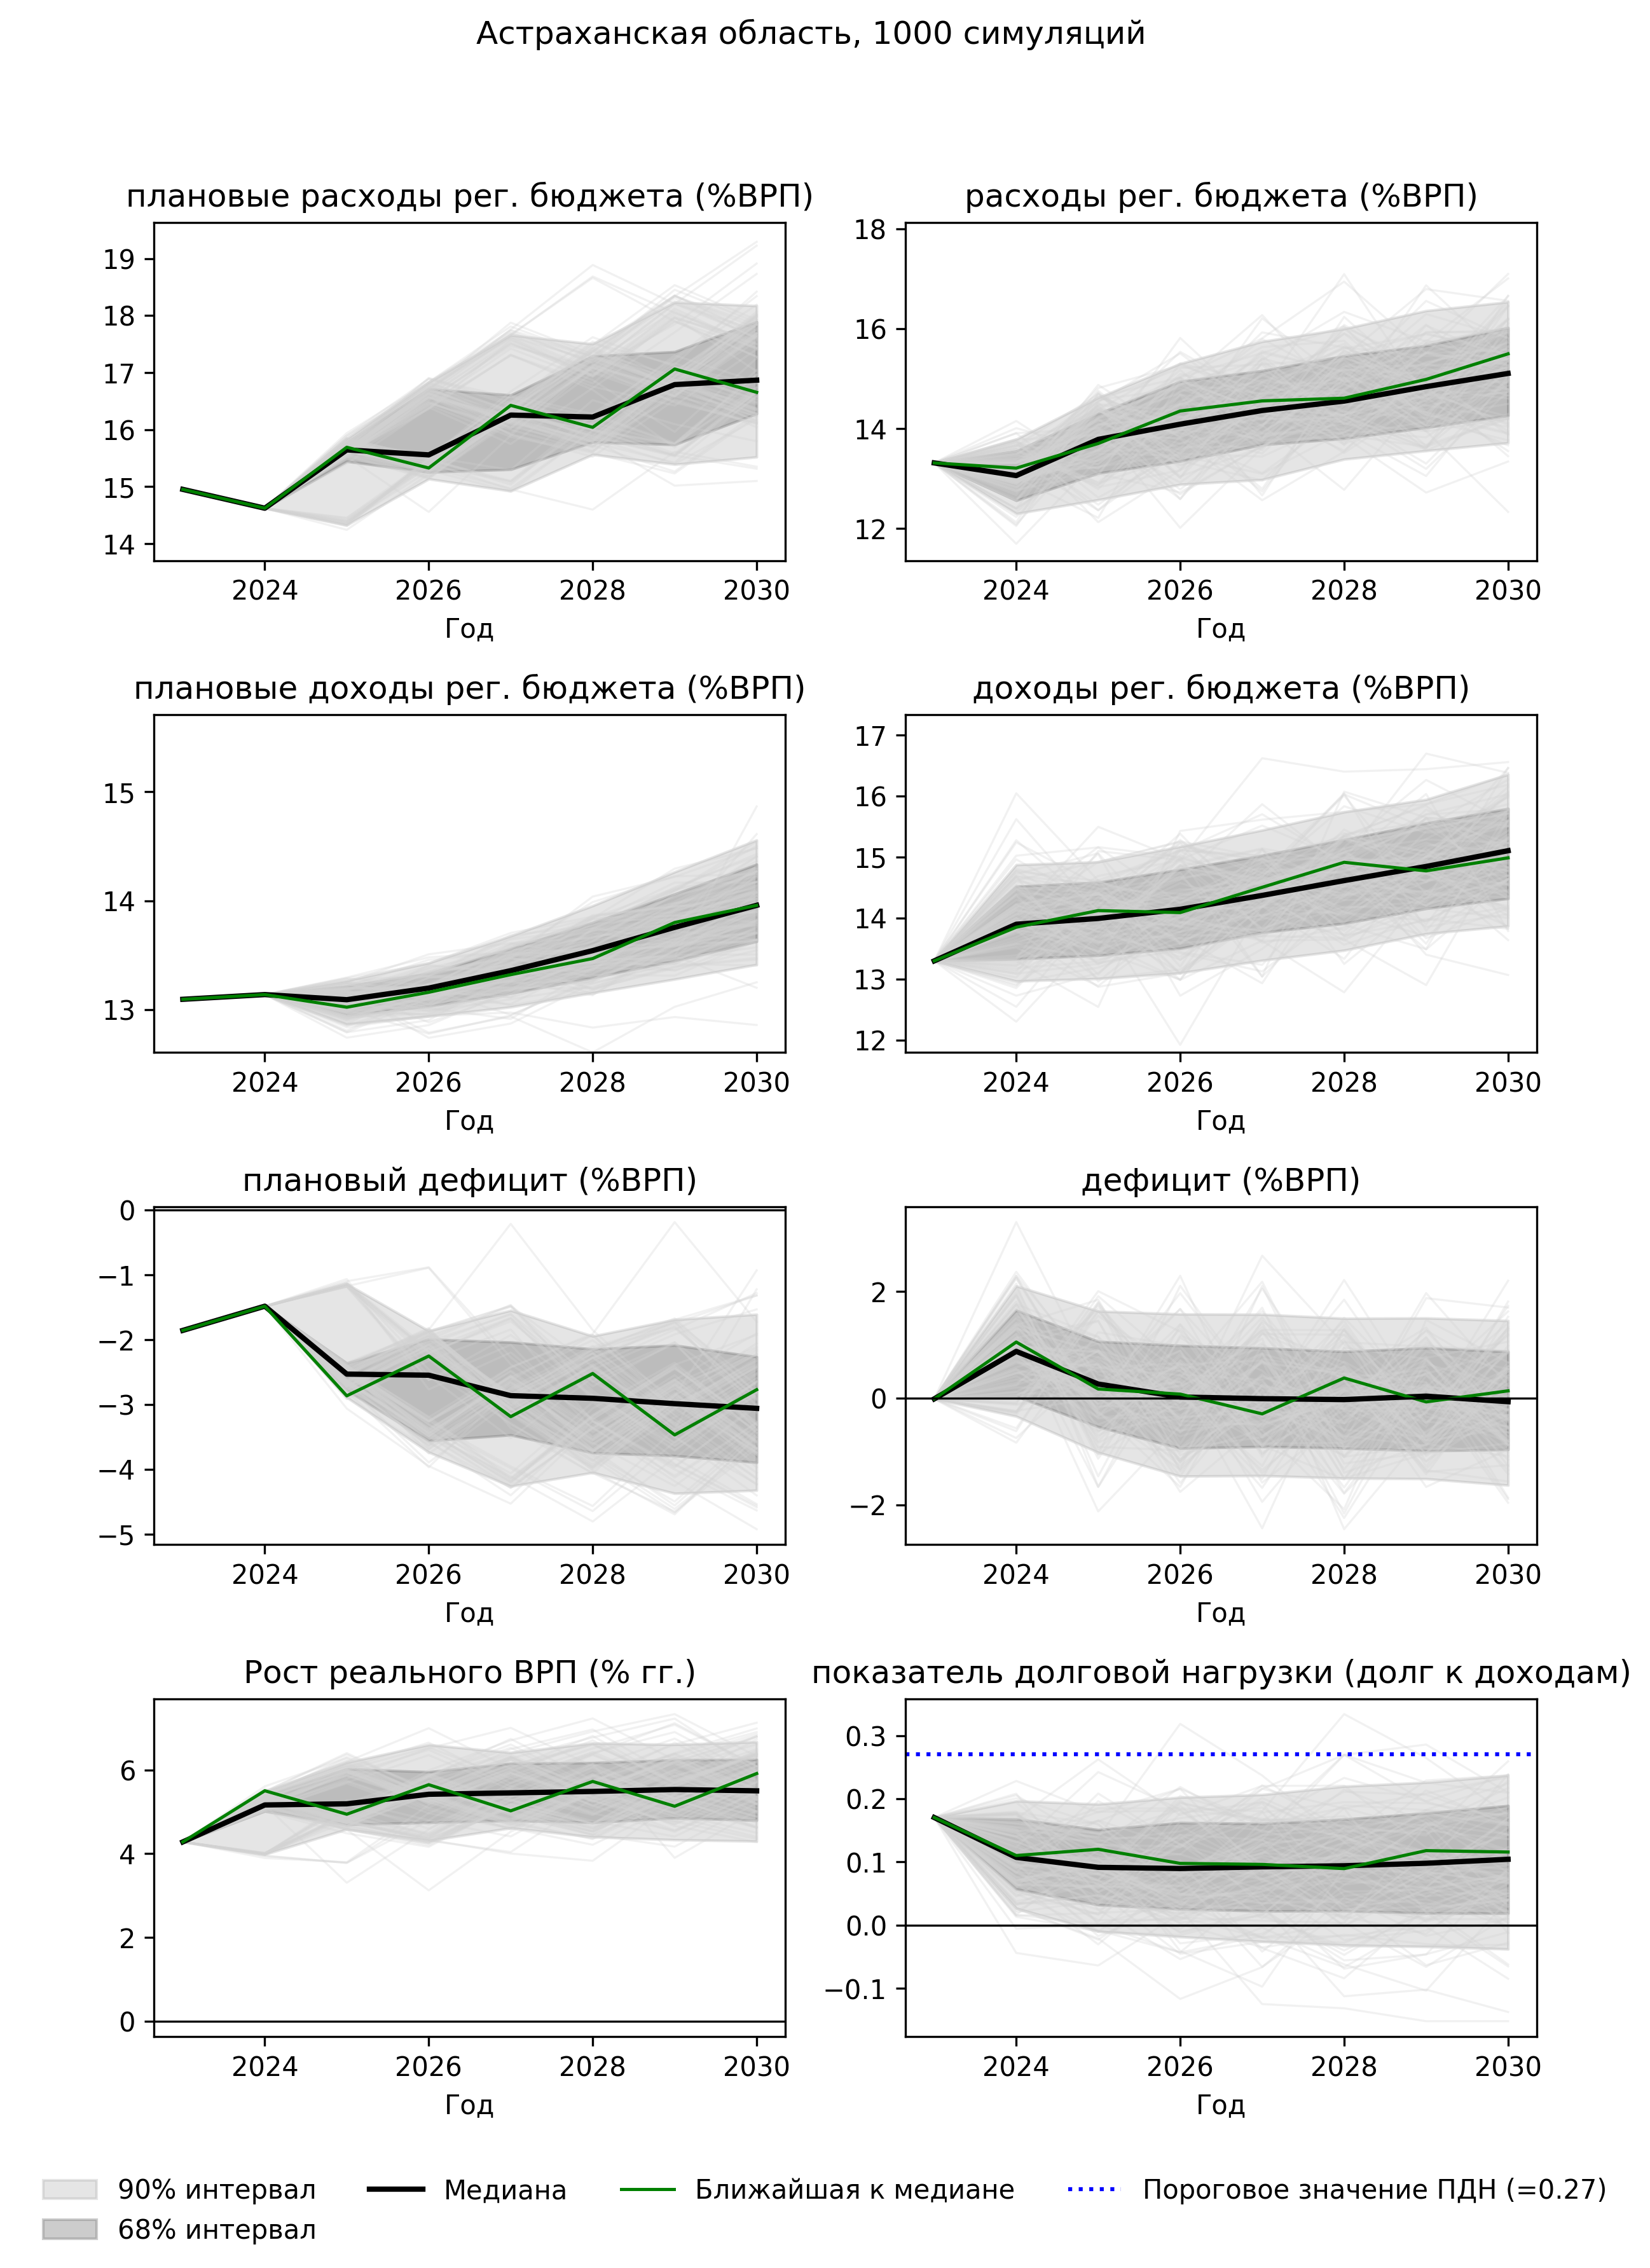 Астраханская область, 1000 симуляций
плановые расходы рег. бюджета (%ВРП)
19
18
17
16
15
14
2024 2026 2028 2030
Год
расходы рег. бюджета (%ВРП)
18
16
14
12
2024 2026 2028 2030
Год
плановые доходы рег. бюджета (%ВРП)
15
14
13
2024 2026 2028 2030
Год
доходы рег. бюджета (%ВРП)
17
16
15
14
13
12
2024 2026 2028 2030
Год
плановый дефицит (%ВРП)
0
−1
−2
−3
−4
−5
2024 2026 2028 2030
Год
дефицит (%ВРП)
2
0
−2
2024 2026 2028 2030
Год
Рост реального ВРП (% гг.)
6
4
2
0
2024 2026 2028 2030
Год
показатель долговой нагрузки (долг к доходам)
0.3
0.2
0.1
0.0
−0.1
2024 2026 2028 2030
Год
90% интервал
68% интервал
Медиана
Ближайшая к медиане
Пороговое значение ПДН (=0.27)